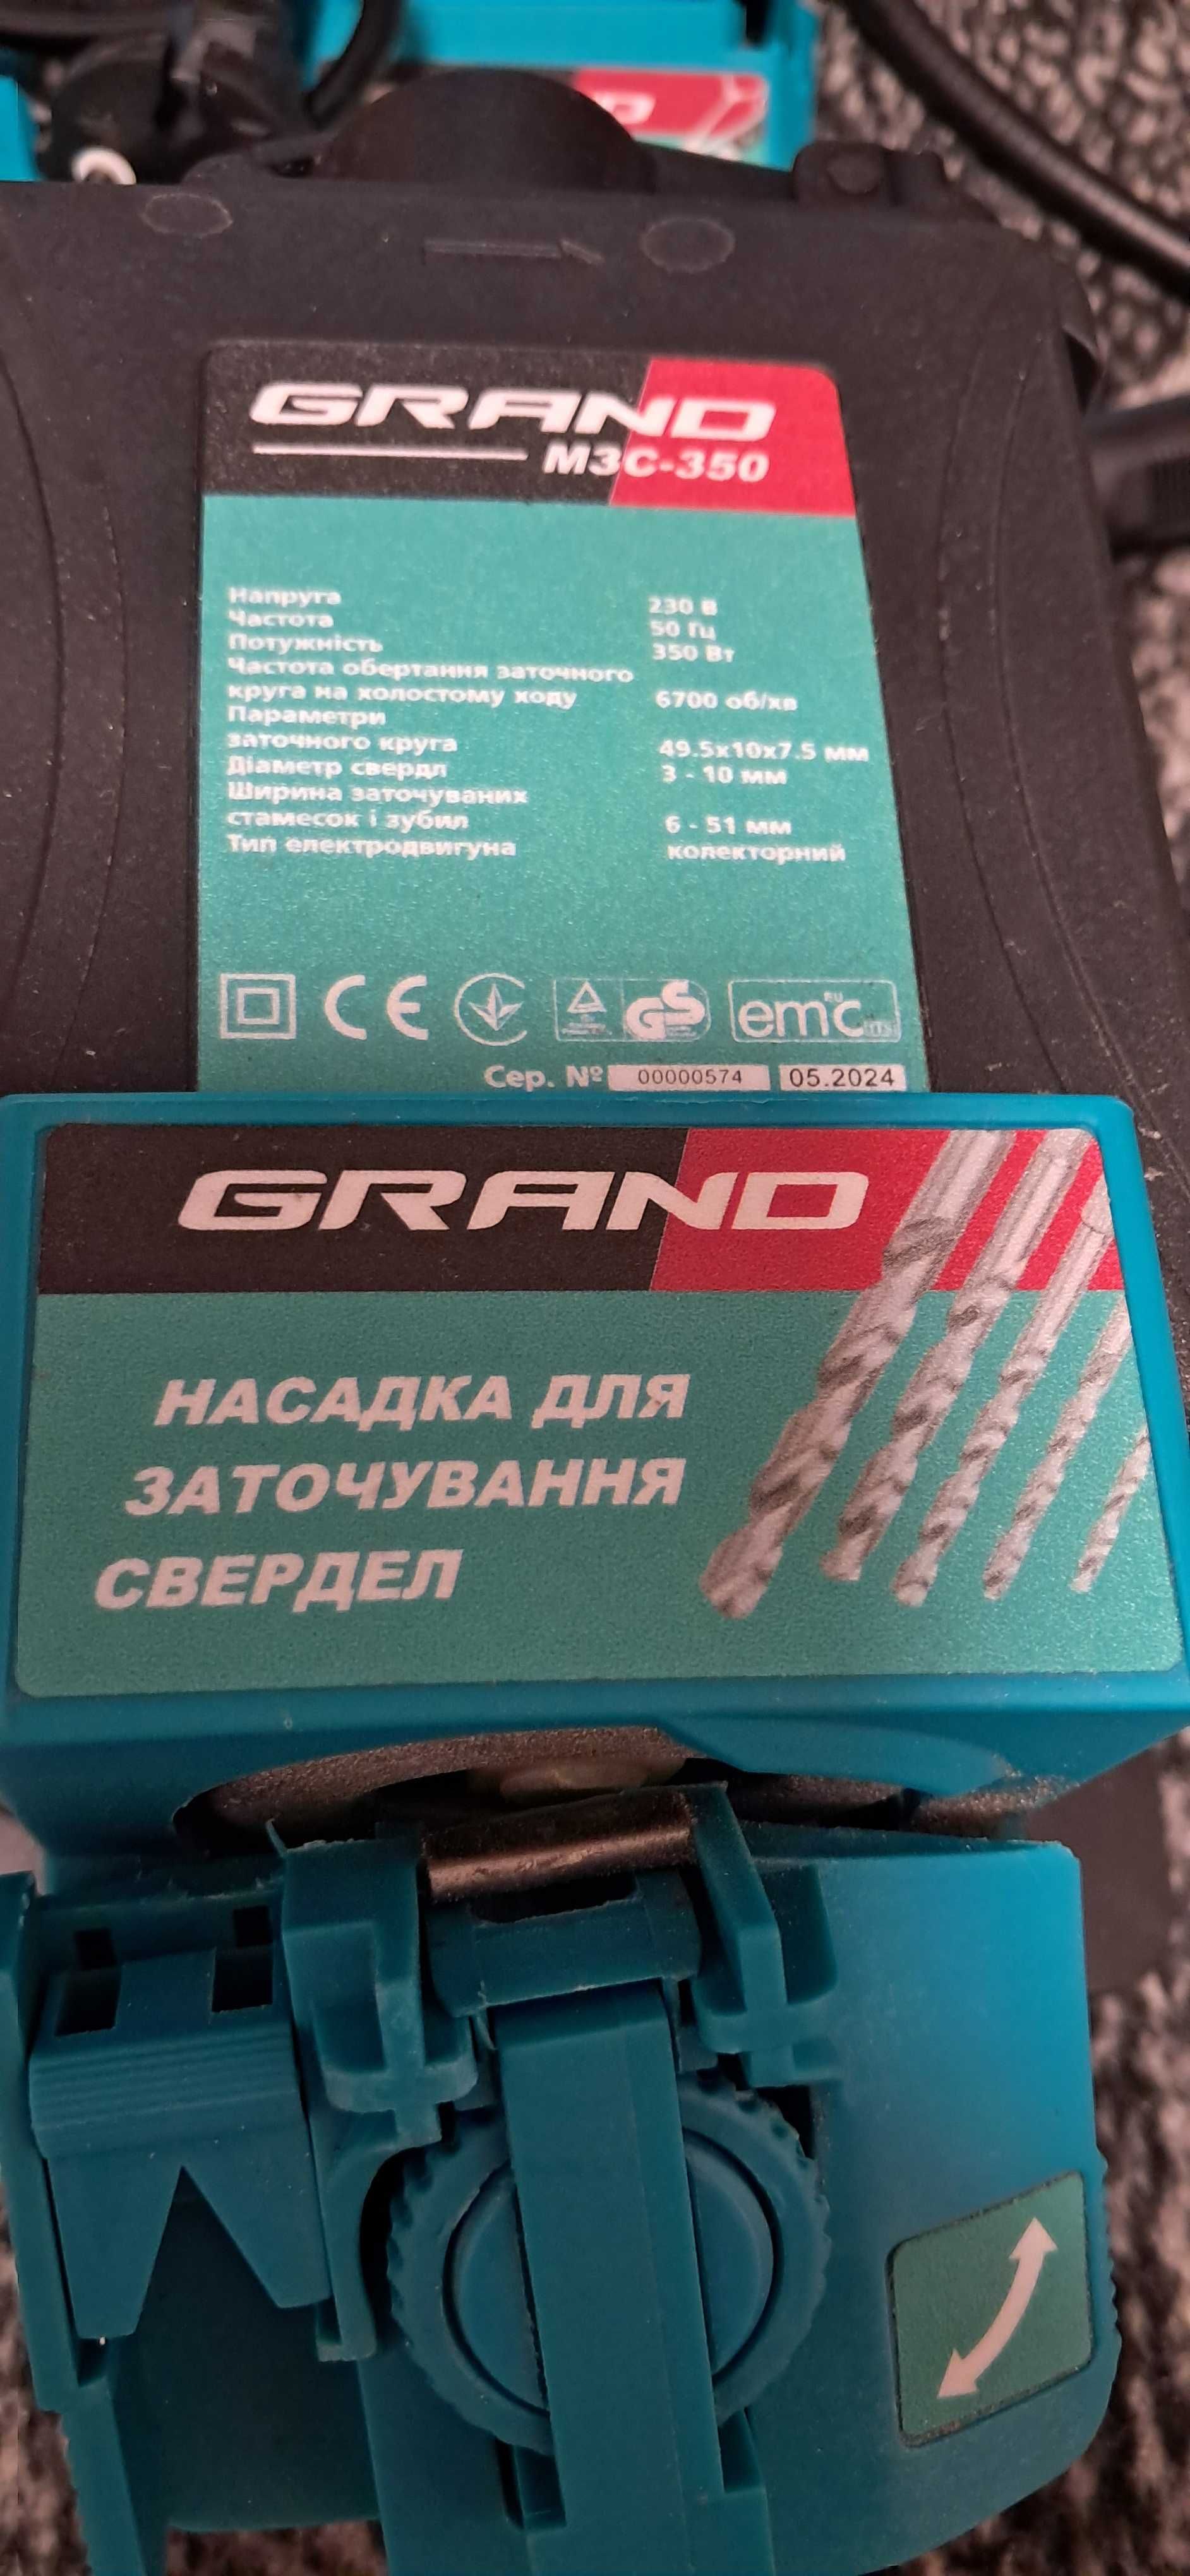 GRAND
МЗС-350
Напруга 230 В
Частота 50 Гц
Потужність 350 Вт
Частота обертання заточного
круга на холостому ходу 6700 об/хв
Параметри
заточного круга 49.5x10x7.5 мм
Діаметр свердл 3 - 10 мм
Ширина заточуваних
стамесок і зубил 6 - 51 мм
Тип електродвигуна колекторний
CE
GS
emc
EU
Сер. № 00000574 05.2024
GRAND
НАСАДКА ДЛЯ
ЗАТОЧУВАННЯ
СВЕРДЕЛ